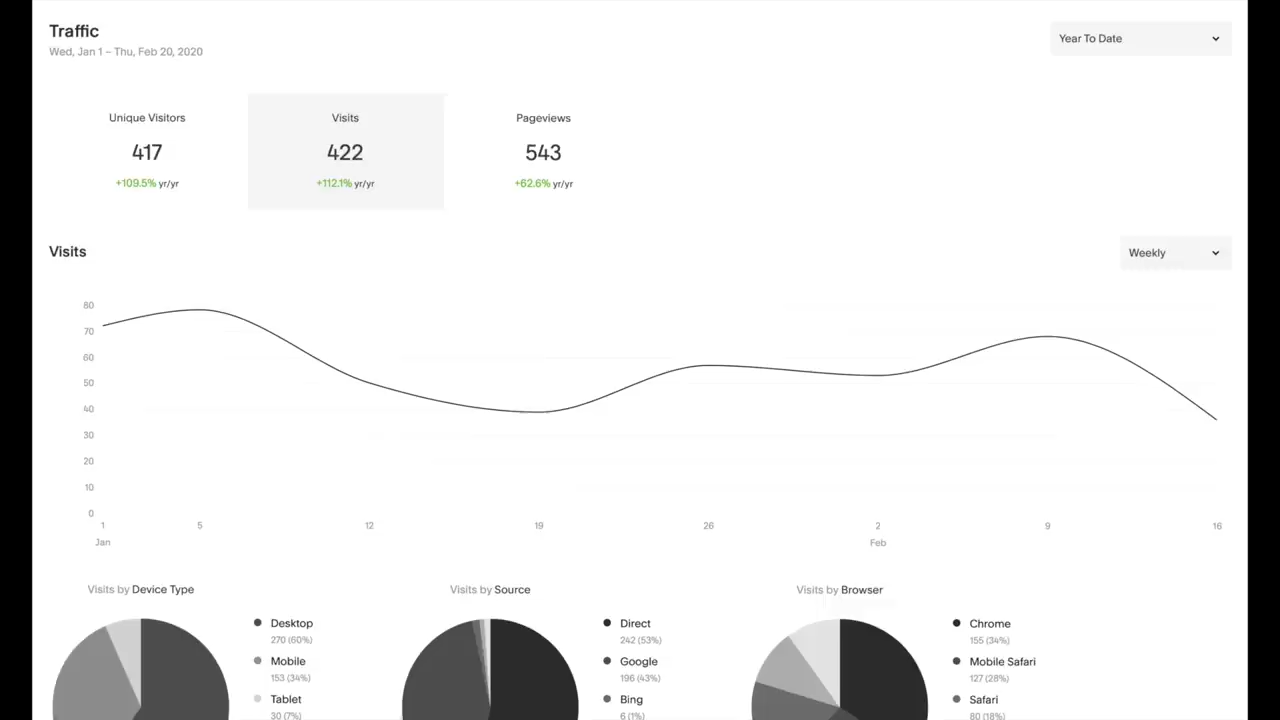 Traffic
Wed, Jan 1 – Thu, Feb 20, 2020
Year To Date
Unique Visitors
417
+109.5% yr/yr
Visits
422
+112.1% yr/yr
Pageviews
543
+62.6% yr/yr
Visits
Weekly
80
70
60
50
40
30
20
10
0
1 5 12 19 26 2 9 16
Jan Feb
Visits by Device Type
Desktop
270 (60%)
Mobile
153 (34%)
Tablet
30 (7%)
Visits by Source
Direct
242 (53%)
Google
196 (43%)
Bing
6 (1%)
Visits by Browser
Chrome
155 (34%)
Mobile Safari
127 (28%)
Safari
80 (18%)